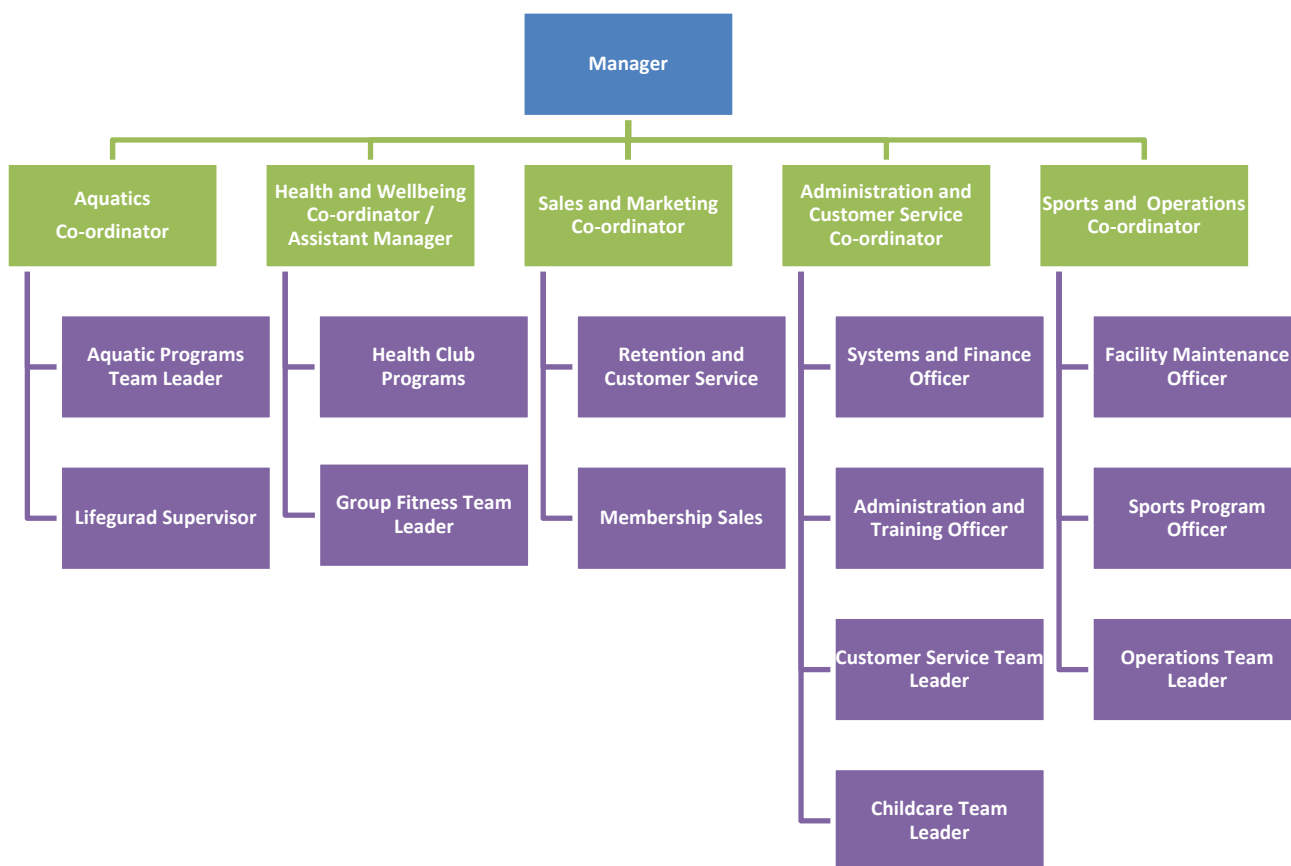 Manager
Aquatics
Co-ordinator
Health and Wellbeing
Co-ordinator /
Assistant Manager
Sales and Marketing
Co-ordinator
Administration and
Customer Service
Co-ordinator
Sports and Operations
Co-ordinator
Aquatic Programs
Team Leader
Lifegurad Supervisor
Health Club
Programs
Group Fitness Team
Leader
Retention and
Customer Service
Membership Sales
Systems and Finance
Officer
Administration and
Training Officer
Customer Service Team
Leader
Childcare Team
Leader
Facility Maintenance
Officer
Sports Program
Officer
Operations Team
Leader